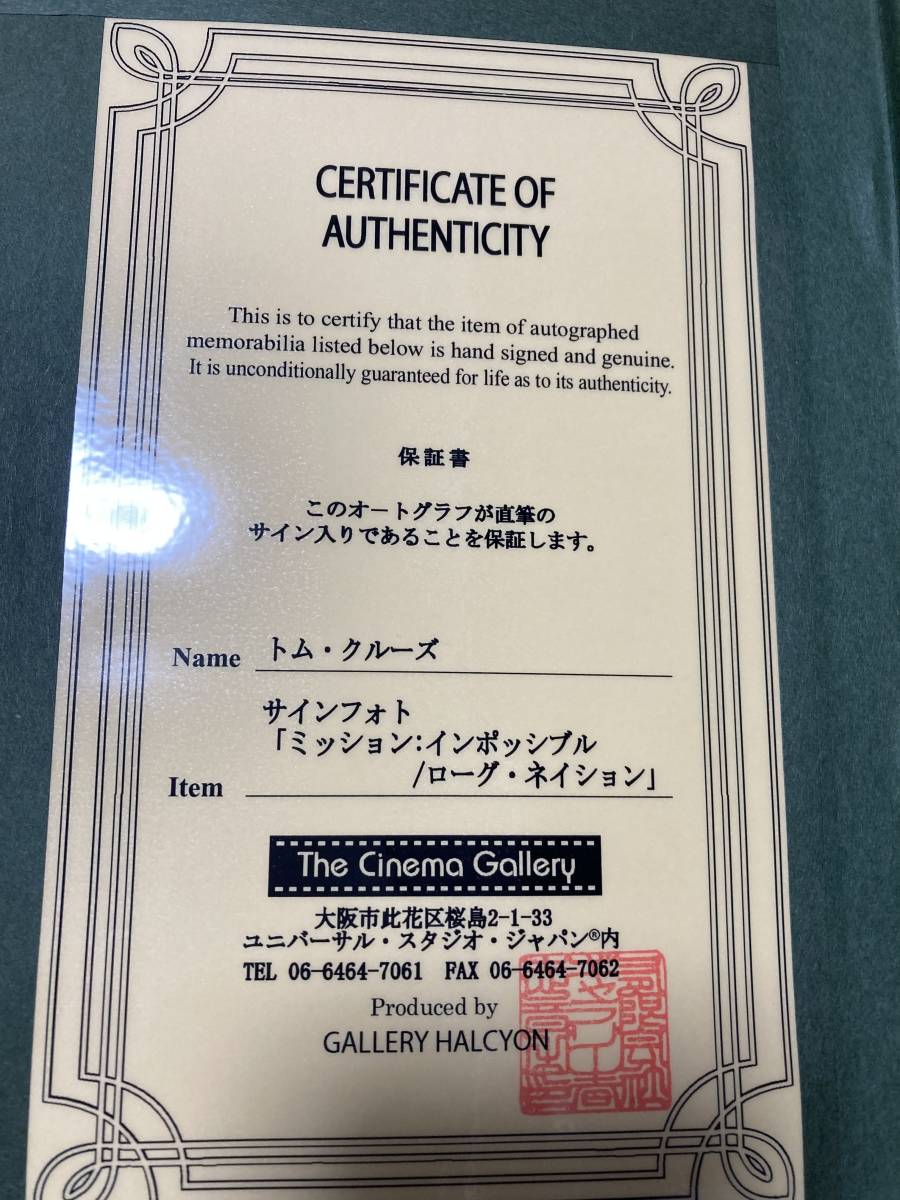 CERTIFICATE OF
AUTHENTICITY
This is to certify that the item of autographed
memorabilia listed below is hand signed and genuine.
It is unconditionally guaranteed for life as to its authenticity.
保証書
このオートグラフが直筆の
サイン入りであることを保証します。
Name トム・クルーズ
サインフォト
「ミッション:インポッシブル
/ローグ・ネイション」
Item
The Cinema Gallery
大阪市此花区桜島2-1-33
ユニバーサル・スタジオ・ジャパン®内
TEL 06-6464-7061 FAX 06-6464-7062
Produced by
GALLERY HALCYON